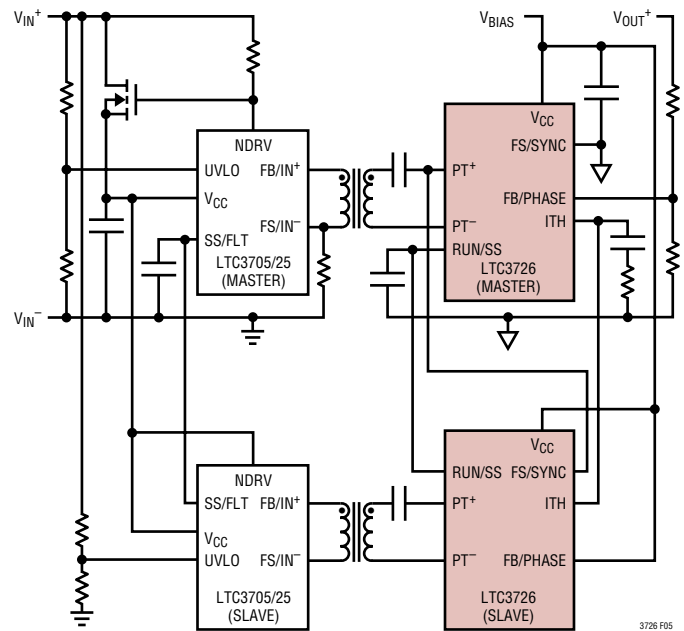 VIN+
VBIAS
VOUT+
NDRV
UVLO
FB/IN+
VCC
FS/IN−
SS/FLT
LTC3705/25
(MASTER)
VCC
FS/SYNC
PT+
FB/PHASE
PT−
ITH
RUN/SS
LTC3726
(MASTER)
VIN−
NDRV
SS/FLT
FB/IN+
VCC
UVLO
FS/IN−
LTC3705/25
(SLAVE)
VCC
RUN/SS
FS/SYNC
PT+
ITH
PT−
FB/PHASE
LTC3726
(SLAVE)
3726 F05